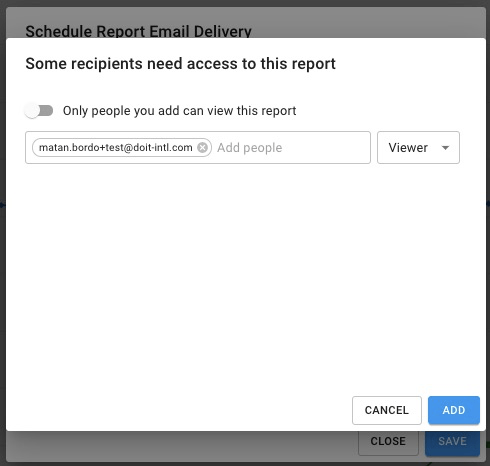 Schedule Report Email Delivery
Some recipients need access to this report
Only people you add can view this report
matan.bordo+test@doit-intl.com Add people
Viewer
CANCEL ADD
CLOSE SAVE